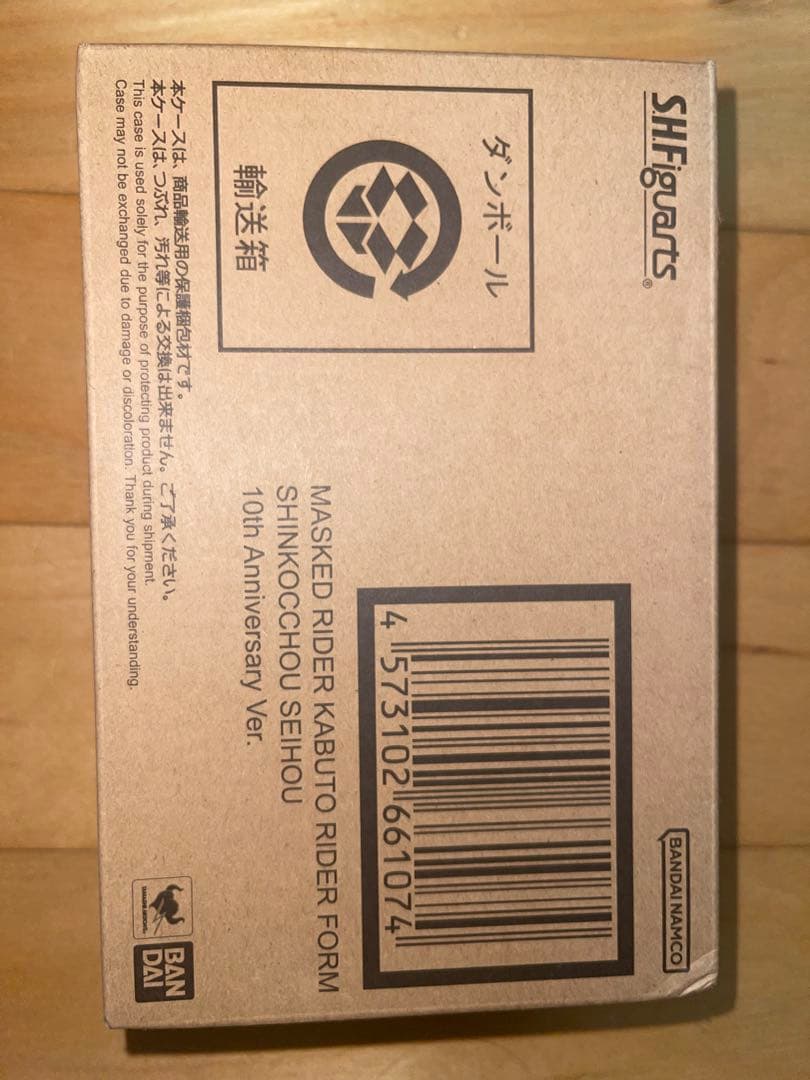 S.H.Figuarts®
ダンボール
輸送箱
BANDAI NAMCO
4 573102 661074
MASKED RIDER KABUTO RIDER FORM
SHINKOCCHOU SEIHOU
10th Anniversary Ver.
本ケースは、商品輸送用の保護梱包材です。
本ケースは、つぶれ、汚れ等による交換は出来ません。ご了承ください。
This case is used solely for the purpose of protecting product during shipment.
Case may not be exchanged due to damage or discoloration. Thank you for your understanding.
TAMASHII NATIONS
BAN
DAI